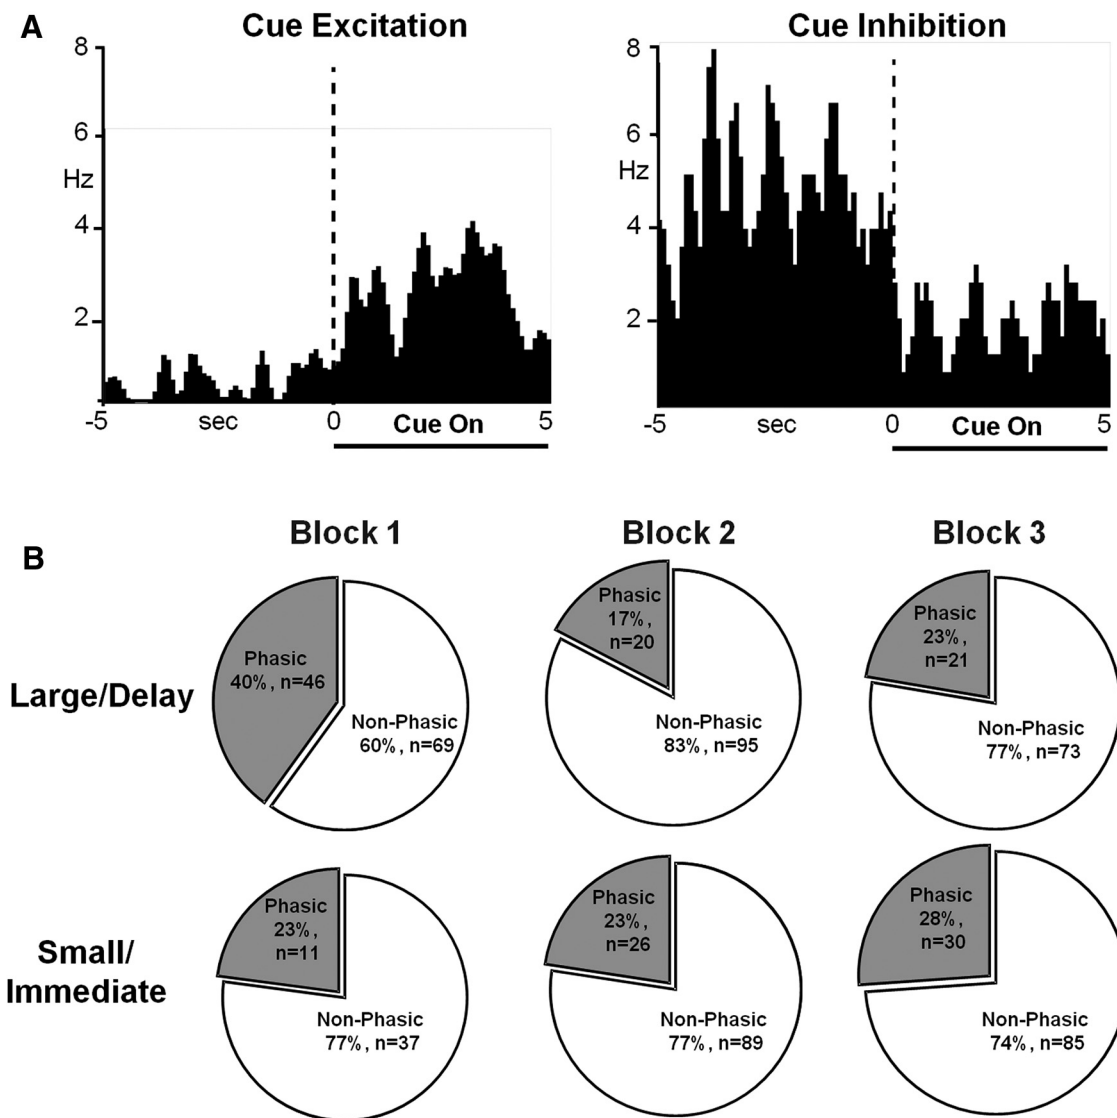 A
Cue Excitation
8
6
Hz
4
2
-5
sec
0
Cue On
5
Cue Inhibition
8
6
Hz
4
2
-5
sec
0
Cue On
5
B
Block 1
Block 2
Block 3
Large/Delay
Phasic
40%, n=46
Non-Phasic
60%, n=69
Phasic
17%,
n=20
Non-Phasic
83%, n=95
Phasic
23%,
n=21
Non-Phasic
77%, n=73
Small/
Immediate
Phasic
23%,
n=11
Non-Phasic
77%, n=37
Phasic
23%,
n=26
Non-Phasic
77%, n=89
Phasic
28%,
n=30
Non-Phasic
74%, n=85